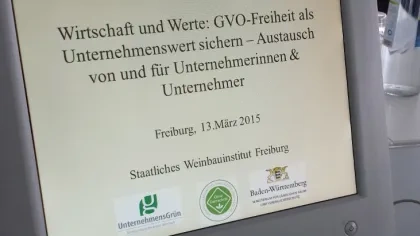 Wirtschaft und Werte: GVO-Freiheit als
Unternehmenswert sichern – Austausch
von und für Unternehmerinnen &
Unternehmer
Freiburg, 13.März 2015
Staatliches Weinbauinstitut Freiburg
UnternehmensGrün
Baden-Württemberg